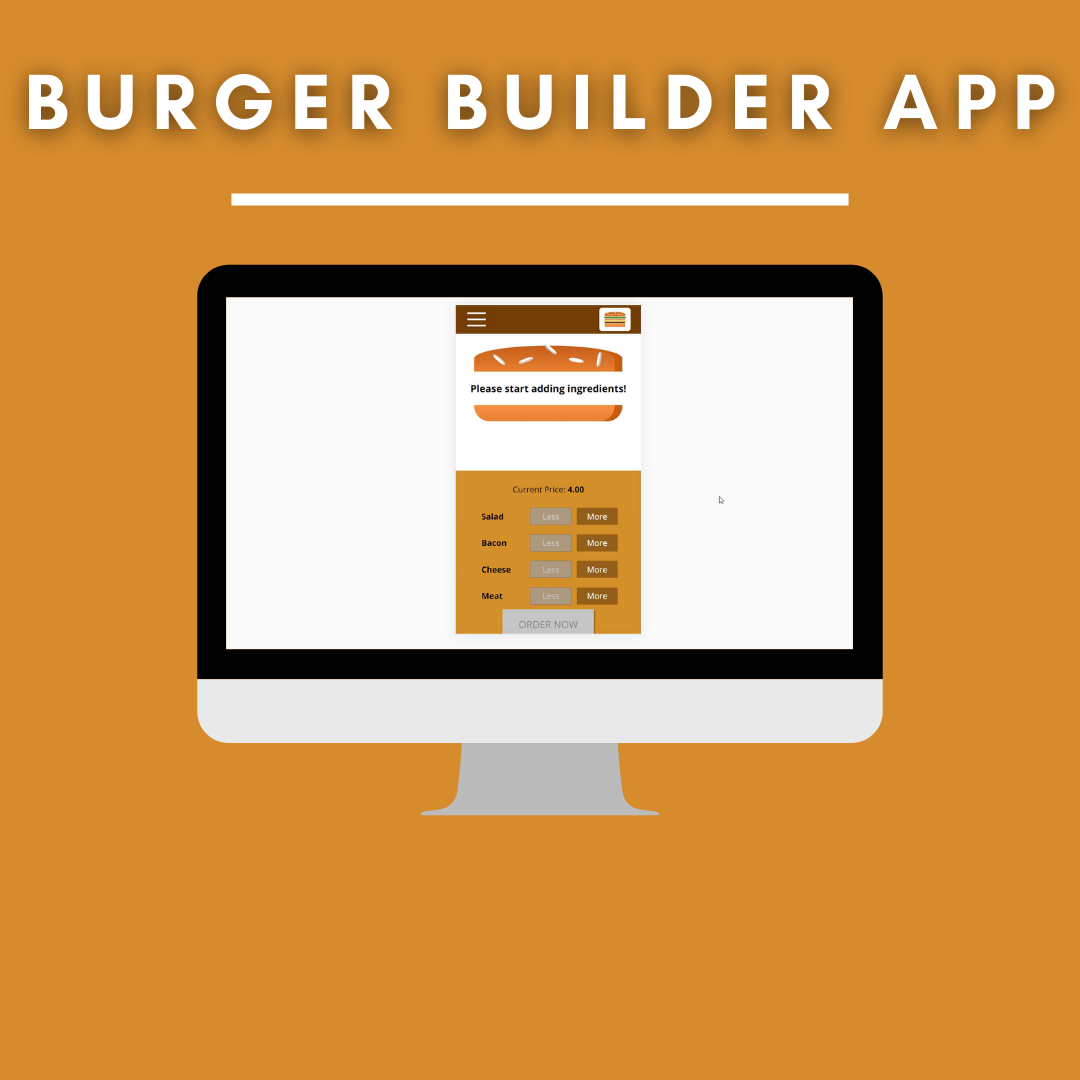 BURGER BUILDER APP
Please start adding ingredients!
Current Price: 4.00
Salad Less More
Bacon Less More
Cheese Less More
Meat Less More
ORDER NOW